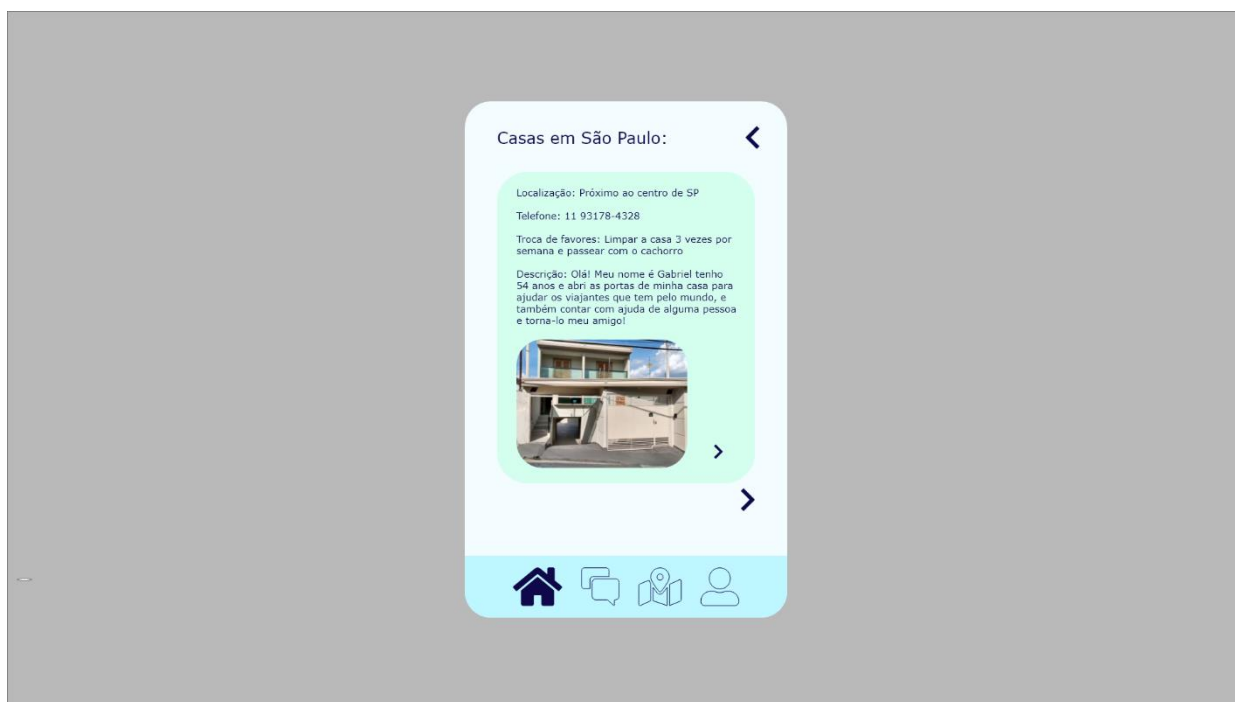 Casas em São Paulo:
Localização: Próximo ao centro de SP
Telefone: 11 93178-4328
Troca de favores: Limpar a casa 3 vezes por
semana e passear com o cachorro
Descrição: Olá! Meu nome é Gabriel tenho
54 anos e abri as portas de minha casa para
ajudar os viajantes que tem pelo mundo, e
também contar com ajuda de alguma pessoa
e torna-lo meu amigo!